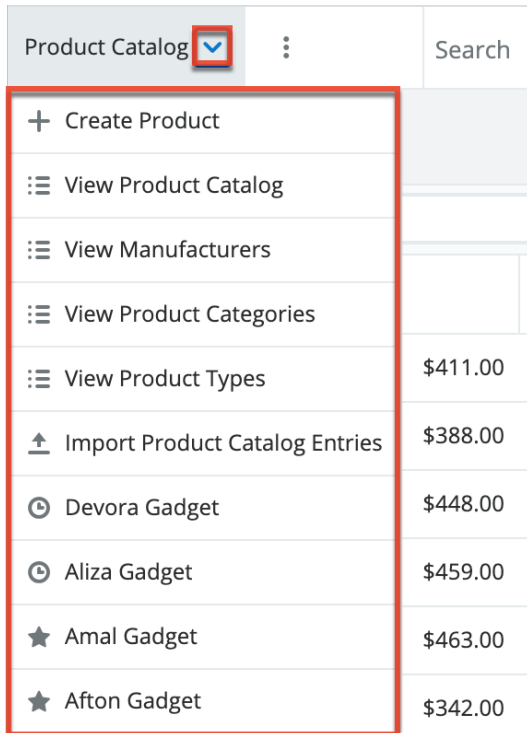 Product Catalog
Search
Create Product
View Product Catalog
View Manufacturers
View Product Categories
View Product Types
$411.00
Import Product Catalog Entries
$388.00
Devora Gadget
$448.00
Aliza Gadget
$459.00
Amal Gadget
$463.00
Afton Gadget
$342.00